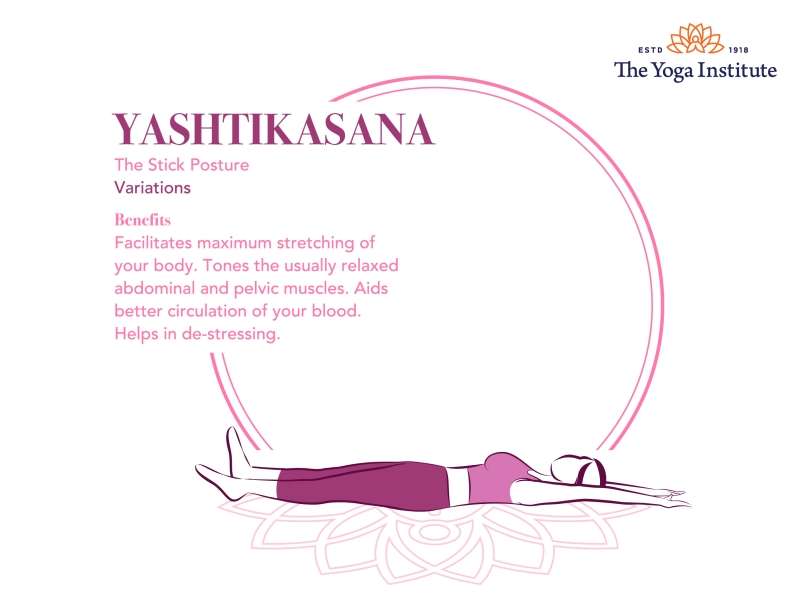 ESTD 1918
The Yoga Institute
YASHTIKASANA
The Stick Posture
Variations
Benefits
Facilitates maximum stretching of
your body. Tones the usually relaxed
abdominal and pelvic muscles. Aids
better circulation of your blood.
Helps in de-stressing.